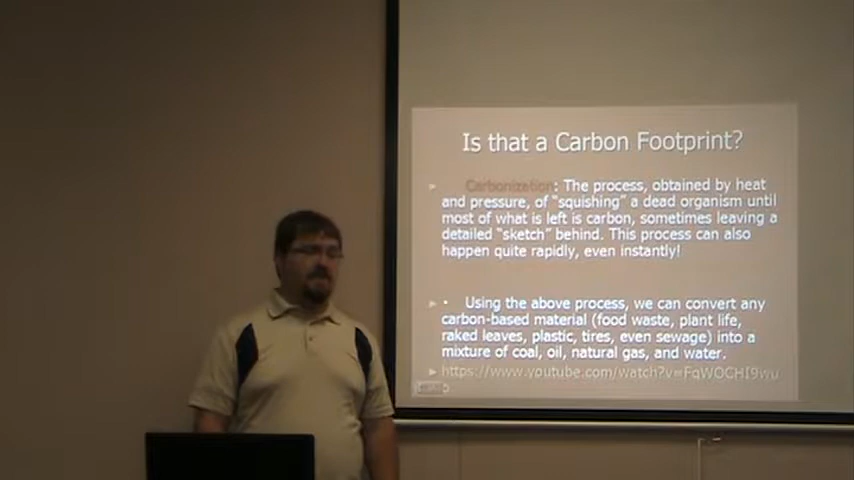 Is that a Carbon Footprint?
Carbonization: The process, obtained by heat
and pressure, of "squishing" a dead organism until
most of what is left is carbon, sometimes leaving a
detailed "sketch" behind. This process can also
happen quite rapidly, even instantly!
• Using the above process, we can convert any
carbon-based material (food waste, plant life,
raked leaves, plastic, tires, even sewage) into a
mixture of coal, oil, natural gas, and water.
https://www.youtube.com/watch?v=FqWOCHI9wu